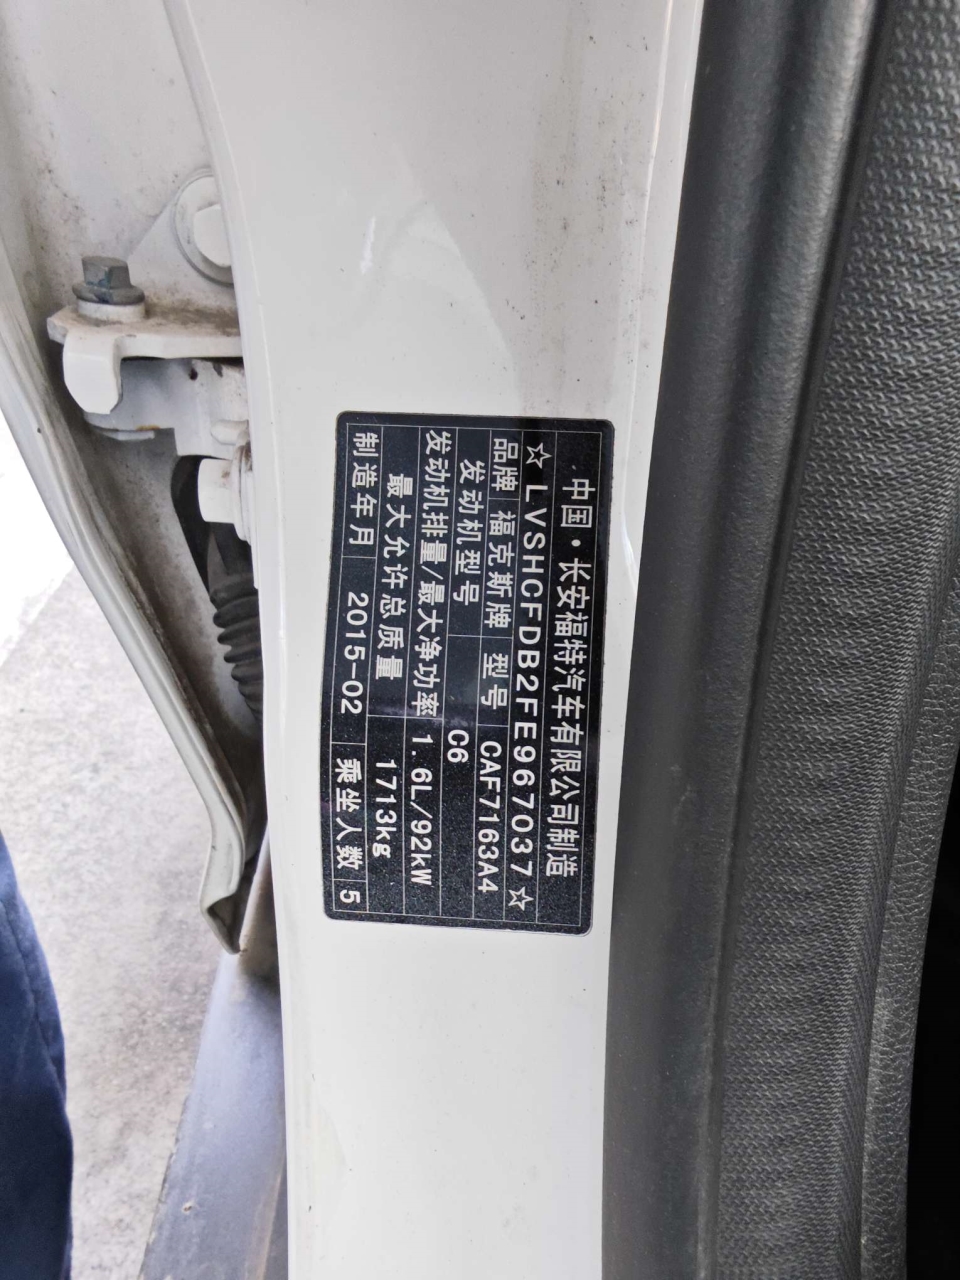 中国·长安福特汽车有限公司制造
☆LVSHCFDB2FE967037☆
品牌 福克斯牌 型号 CAF7163A4
发动机型号 C6
发动机排量/最大净功率 1.6L/92kW
最大允许总质量 1713kg
制造年月 2015-02 乘坐人数 5